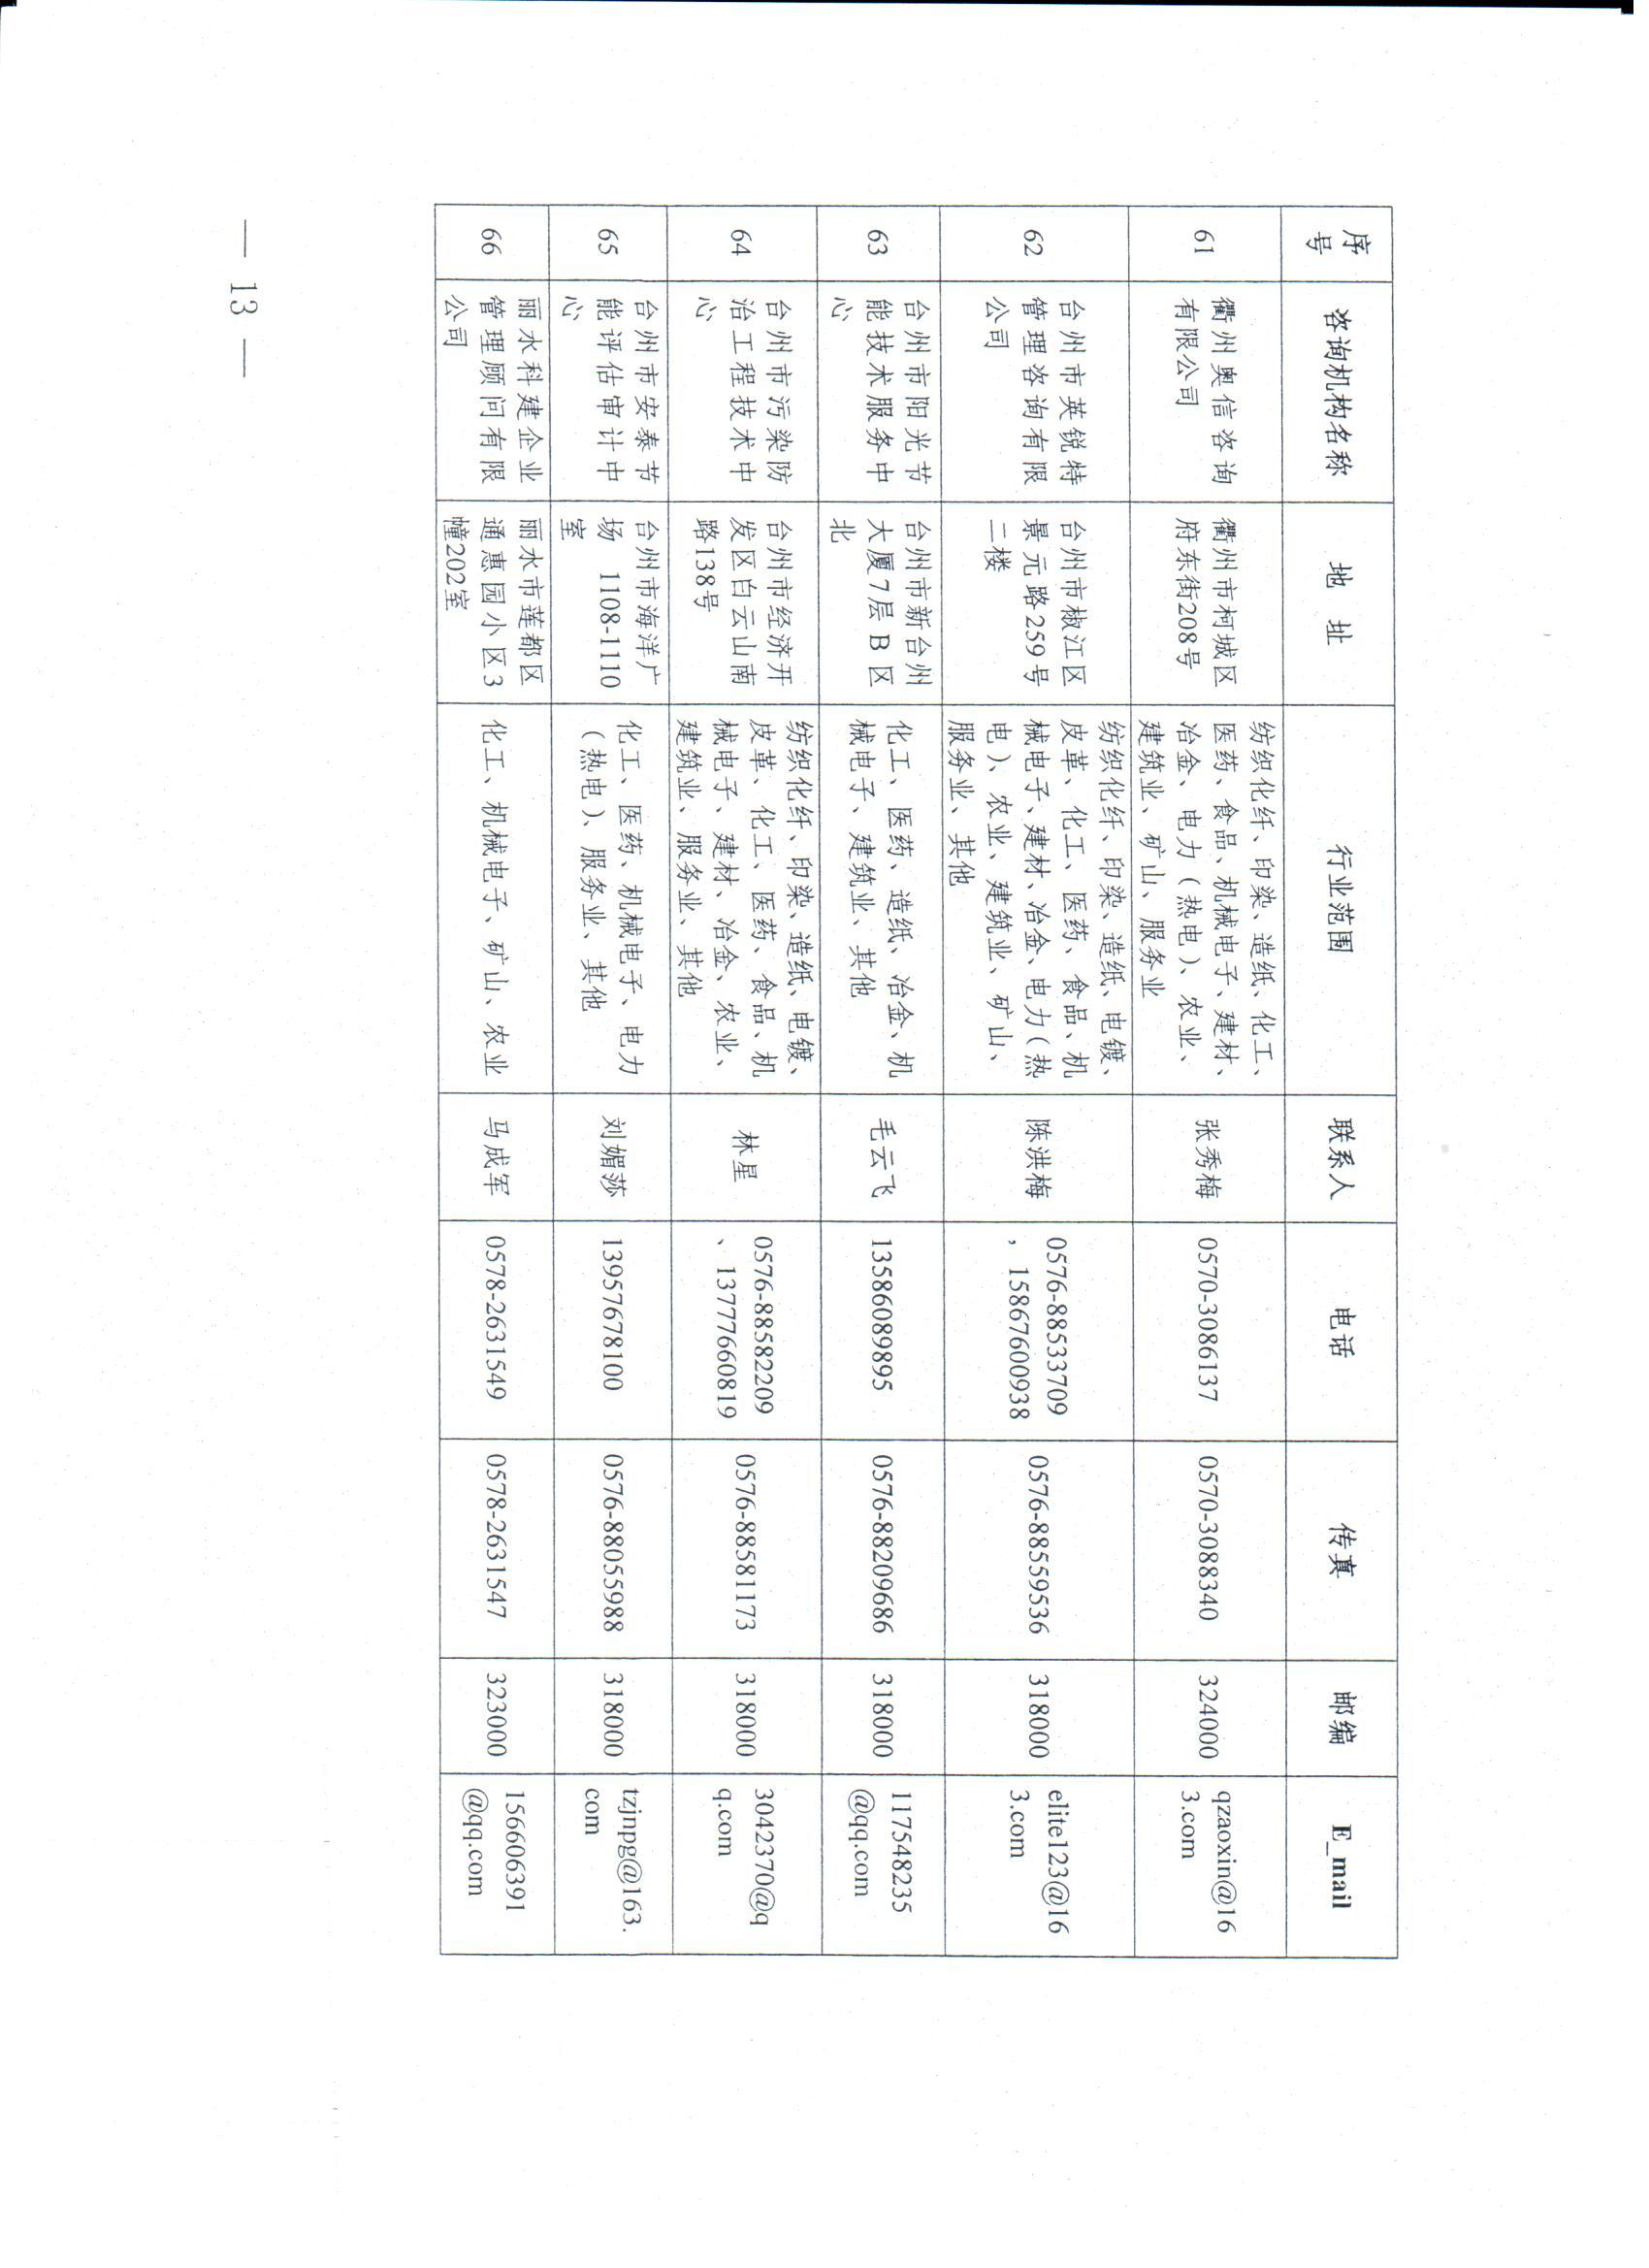 序
号
咨询机构名称
地 址
行业范围
联系人
电话
传真
邮编
E_mail
61
衢州奥信咨询
有限公司
衢州市柯城区
府东街208号
纺织化纤、印染、造纸、化工、
医药、食品、机械电子、建材、
冶金、电力（热电）、农业、
建筑业、矿山、服务业
张秀梅
0570-3086137
0570-3088340
324000
qzaoxin@16
3.com
62
台州市英锐特
管理咨询有限
公司
台州市椒江区
景元路259号
二楼
纺织化纤、印染、造纸、电镀、
皮革、化工、医药、食品、机
械电子、建材、冶金、电力（热
电）、农业、建筑业、矿山、
服务业、其他
陈洪梅
0576-88533709
，15867600938
0576-88559536
318000
elite123@16
3.com
63
台州市阳光节
能技术服务中
心
台州市新台州
大厦7层 B 区
北
化工、医药、造纸、冶金、机
械电子、建筑业、其他
毛云飞
13586089895
0576-88209686
318000
117548235
@qq.com
64
台州市污染防
治工程技术中
心
台州市经济开
发区白云山南
路138号
纺织化纤、印染、造纸、电镀、
皮革、化工、医药、食品、机
械电子、建材、冶金、农业、
建筑业、服务业、其他
林星
0576-88582209
、13777660819
0576-88581173
318000
3042370@q
q.com
65
台州市安泰节
能评估审计中
心
台州市海洋广
场 1108-1110
室
化工、医药、机械电子、电力
（热电）、服务业、其他
刘媚莎
13957678100
0576-88055988
318000
tzjnpg@163.
com
66
丽水科建企业
管理顾问有限
公司
丽水市莲都区
通惠园小区3
幢202室
化工、机械电子、矿山、农业
马成军
0578-2631549
0578-2631547
323000
156606391
@qq.com
— 13 —